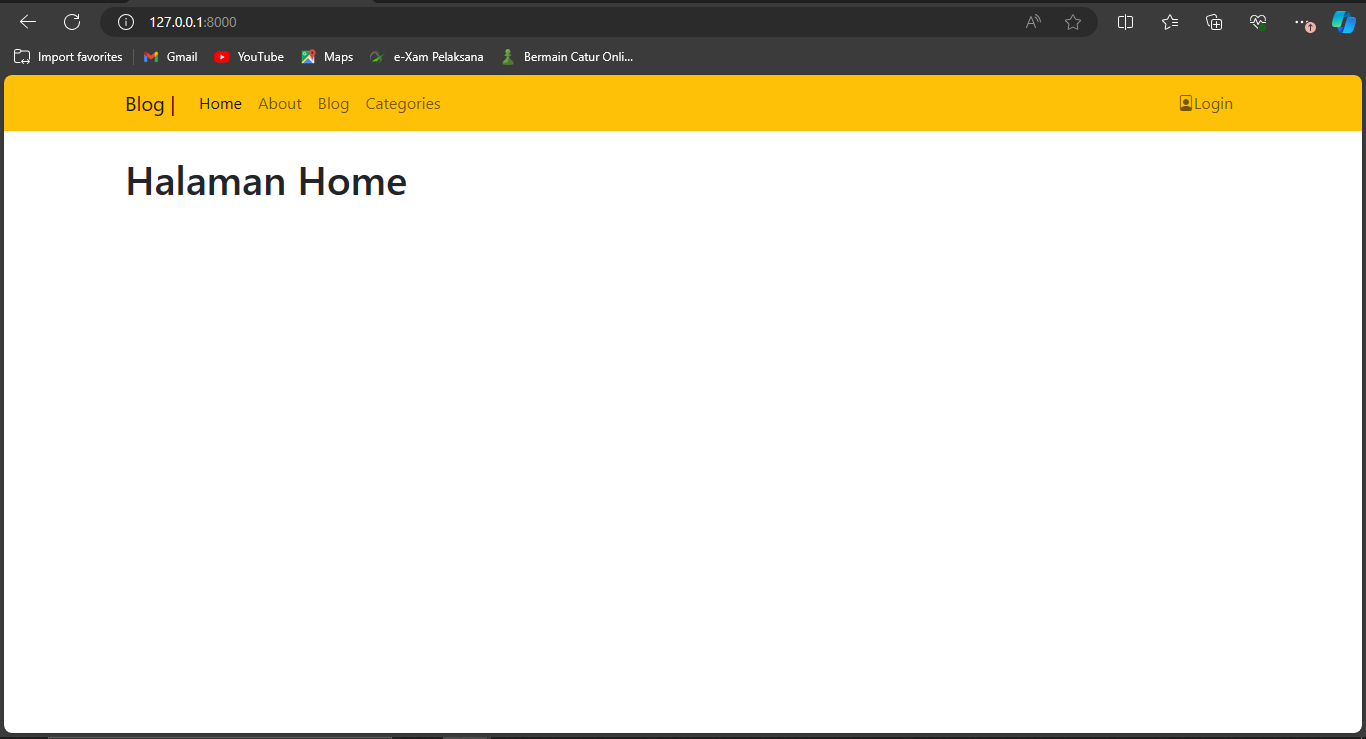 127.0.0.1:8000
Import favorites Gmail YouTube Maps e-Xam Pelaksana Bermain Catur Onli...
Blog | Home About Blog Categories Login
Halaman Home